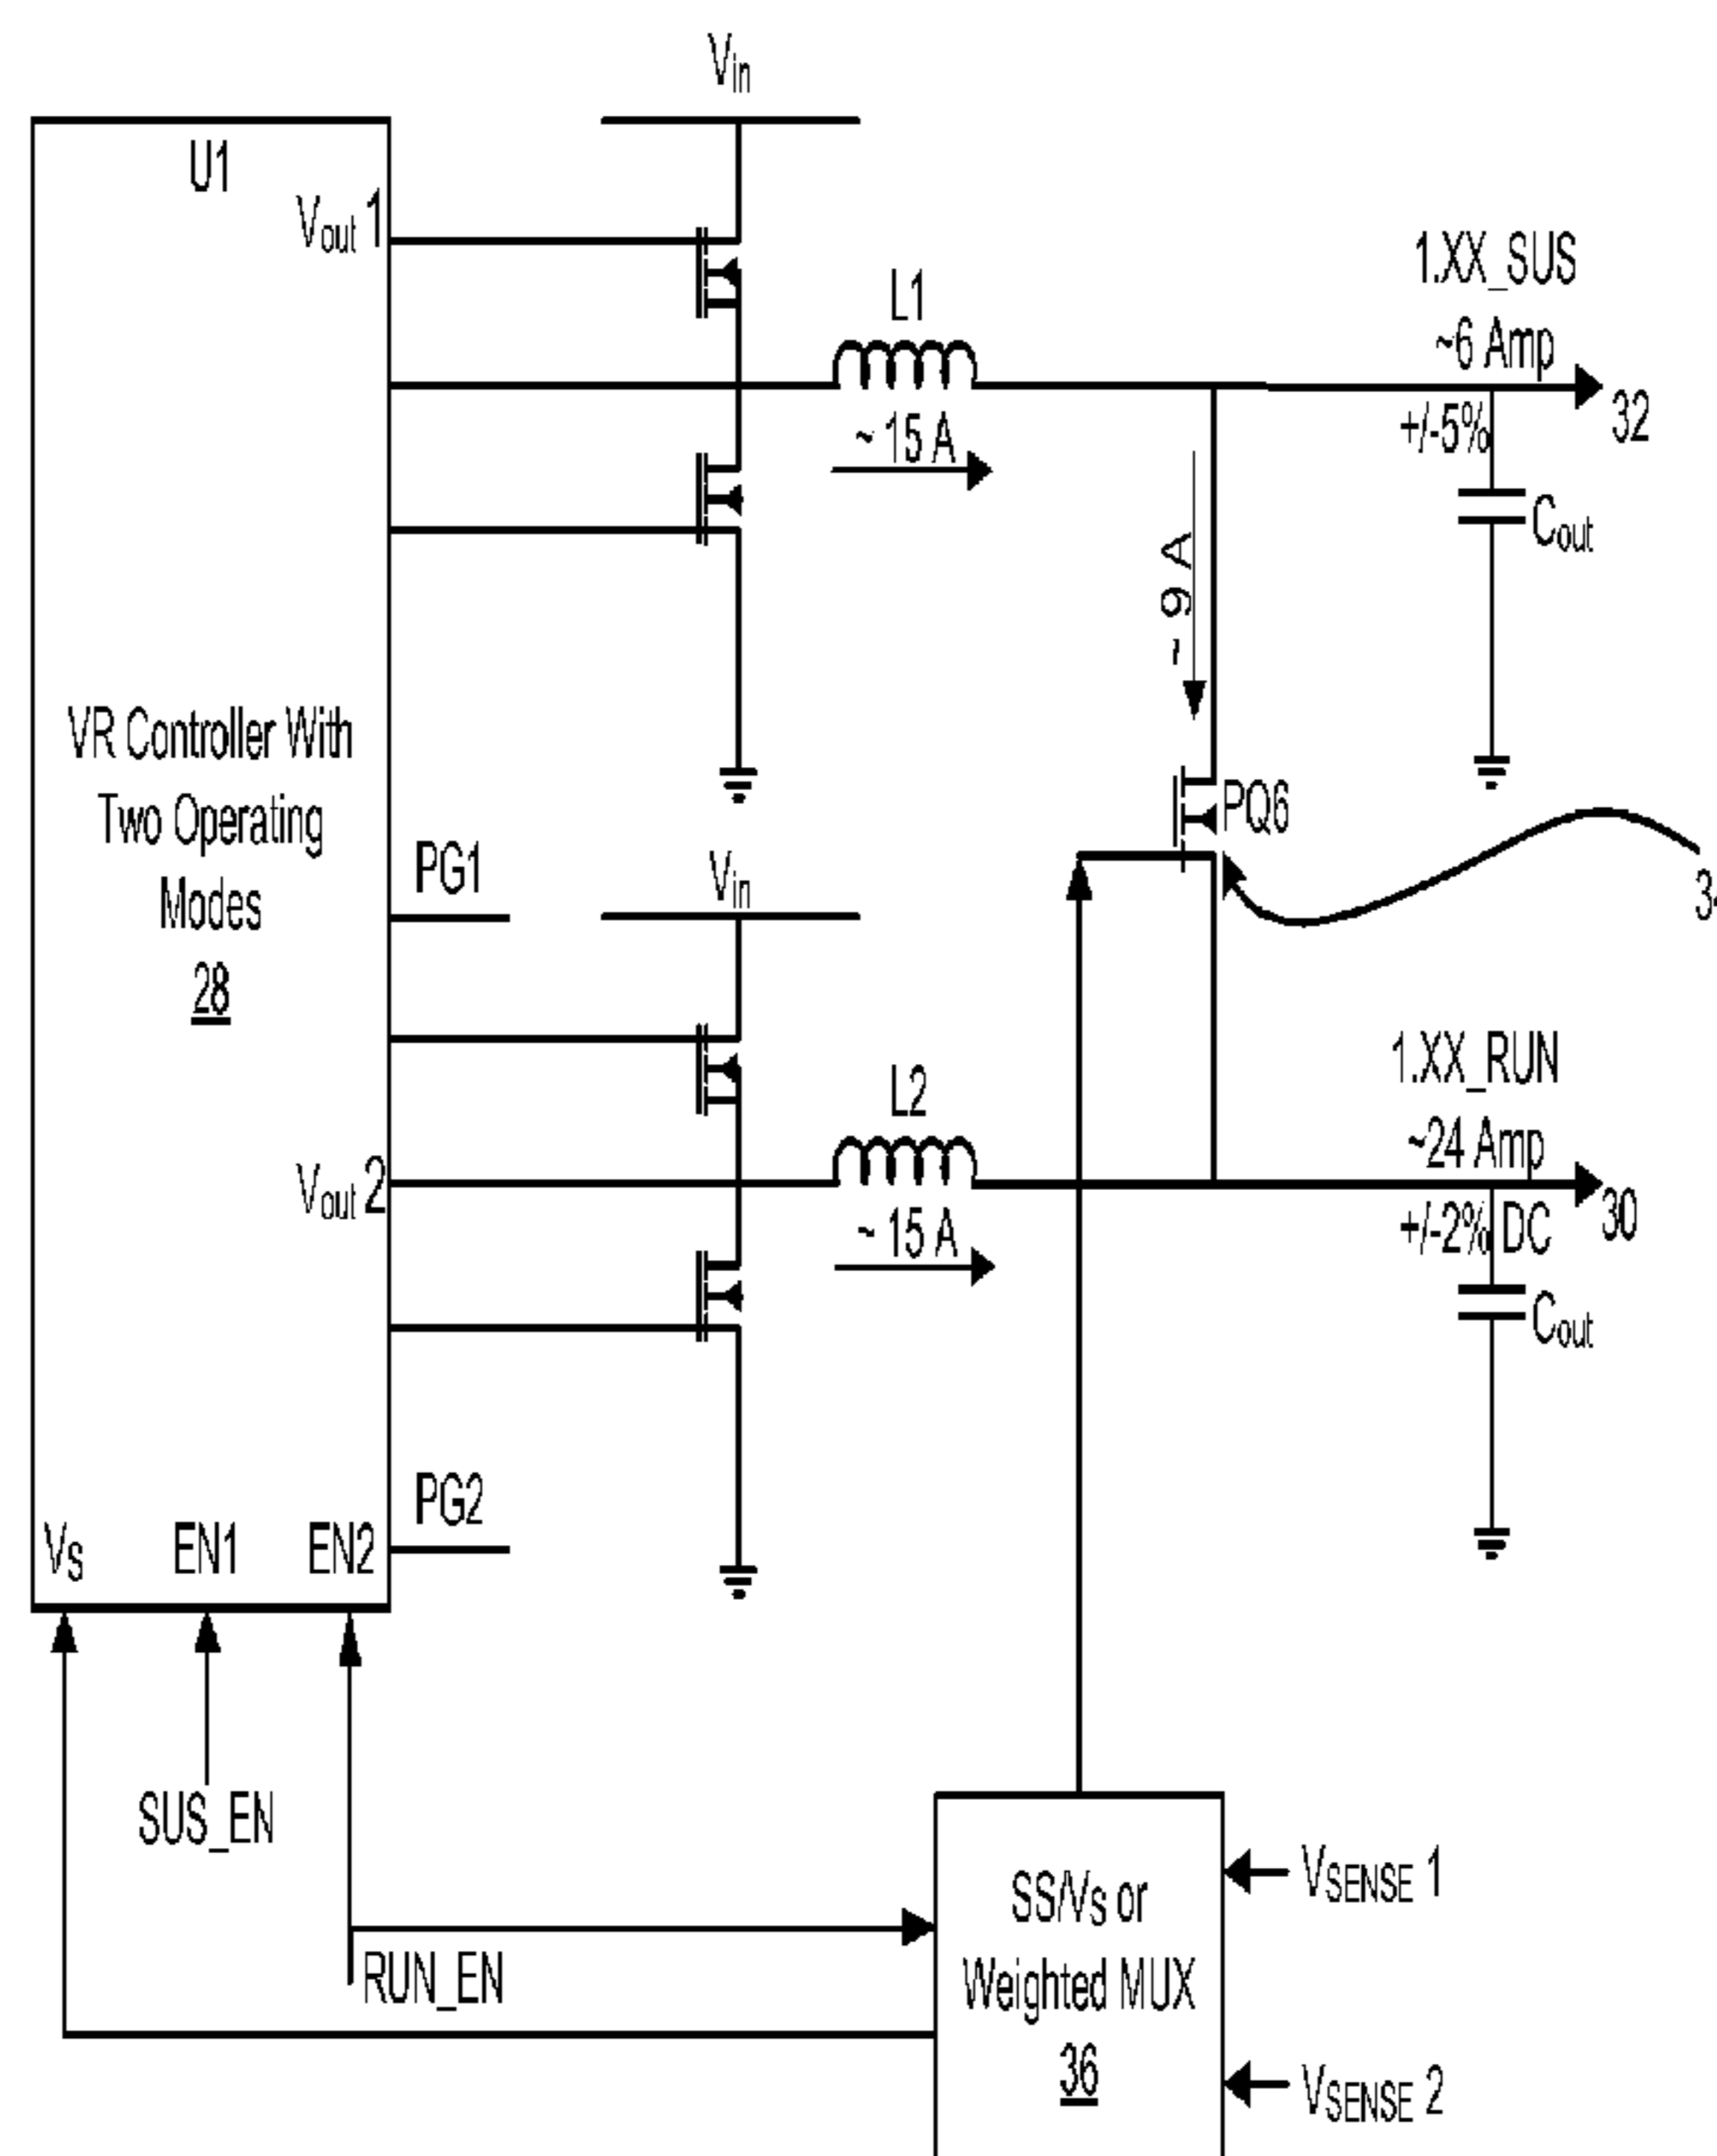 Vin
U1
Vout 1
L1
~ 15 A
1.XX_SUS
~6 Amp
+/-5%
32
Cout
~ 9 A
PQ6
VR Controller With
Two Operating
Modes
28
PG1
Vin
L2
Vout 2
~ 15 A
1.XX_RUN
~24 Amp
+/-2% DC
30
Cout
PG2
Vs
EN1
EN2
SUS_EN
RUN_EN
SS/Vs or
Weighted MUX
36
VSENSE 1
VSENSE 2